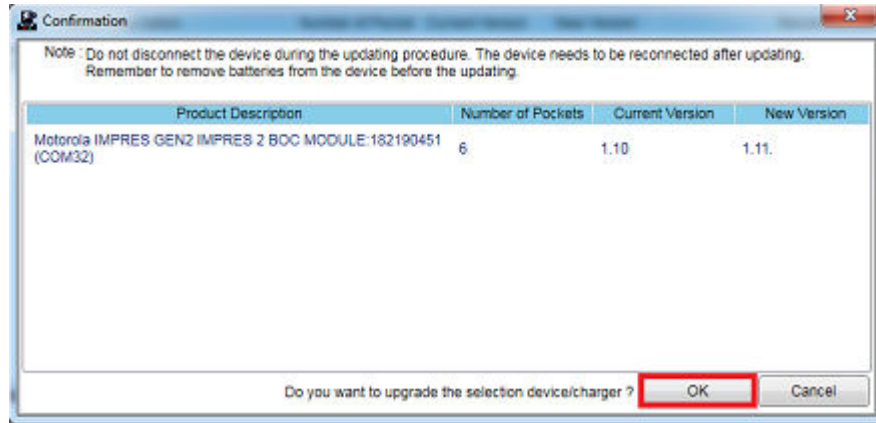 Confirmation
Note : Do not disconnect the device during the updating procedure. The device needs to be reconnected after updating.
Remember to remove batteries from the device before the updating.
Product Description Number of Pockets Current Version New Version
Motorola IMPRES GEN2 IMPRES 2 BOC MODULE:182190451 6 1.10 1.11.
(COM32)
Do you want to upgrade the selection device/charger ? OK Cancel